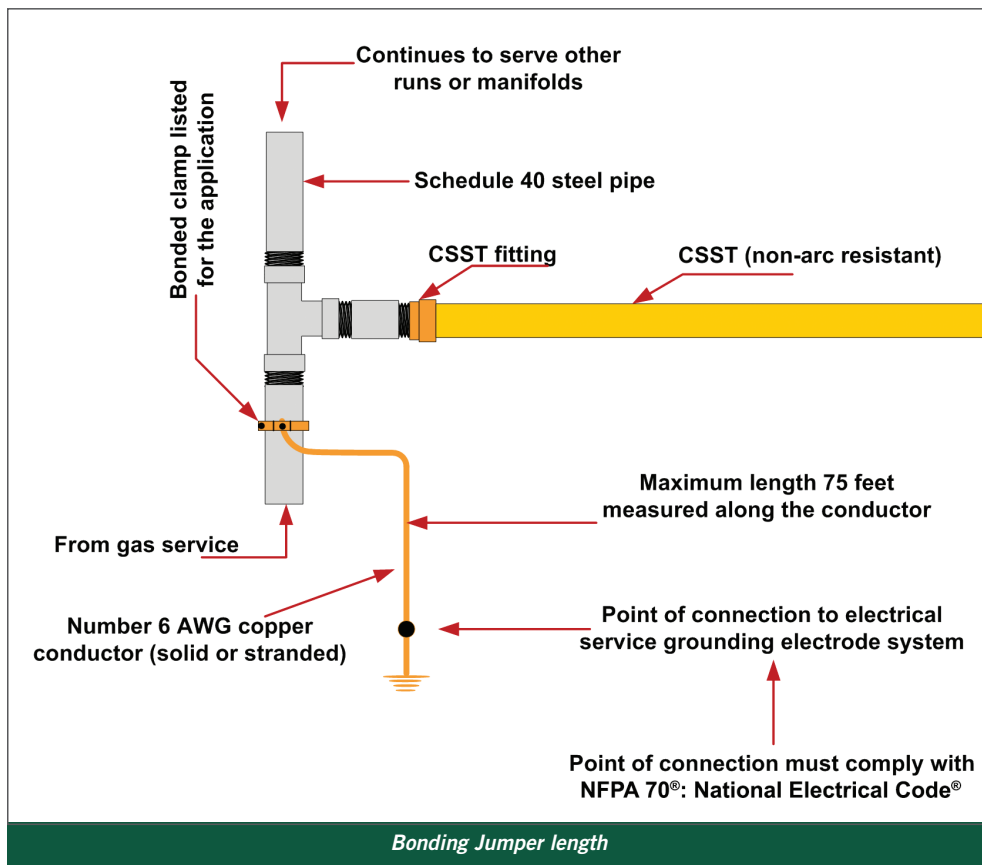 Continues to serve other
runs or manifolds
Bonded clamp listed
for the application
Schedule 40 steel pipe
CSST fitting
CSST (non-arc resistant)
Maximum length 75 feet
measured along the conductor
From gas service
Number 6 AWG copper
conductor (solid or stranded)
Point of connection to electrical
service grounding electrode system
Point of connection must comply with
NFPA 70®: National Electrical Code®
Bonding Jumper length